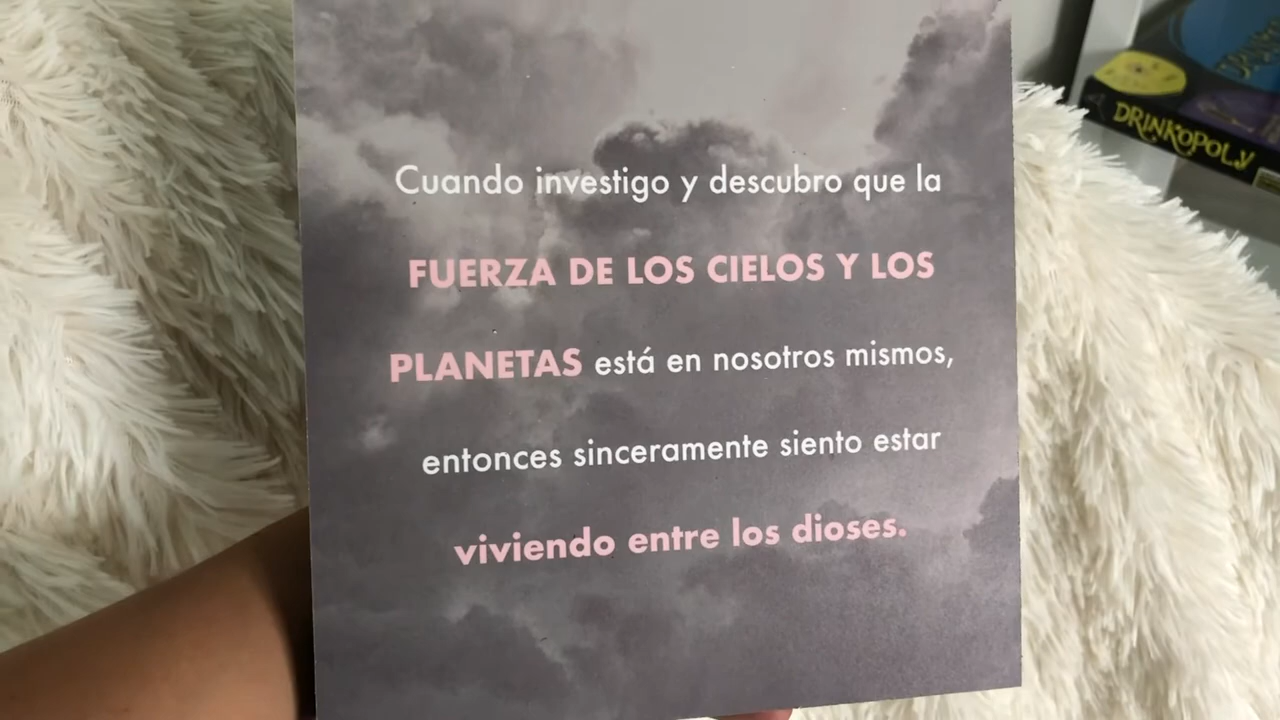 Cuando investigo y descubro que la
FUERZA DE LOS CIELOS Y LOS
PLANETAS está en nosotros mismos,
entonces sinceramente siento estar
viviendo entre los dioses.
DRINKOPOLY